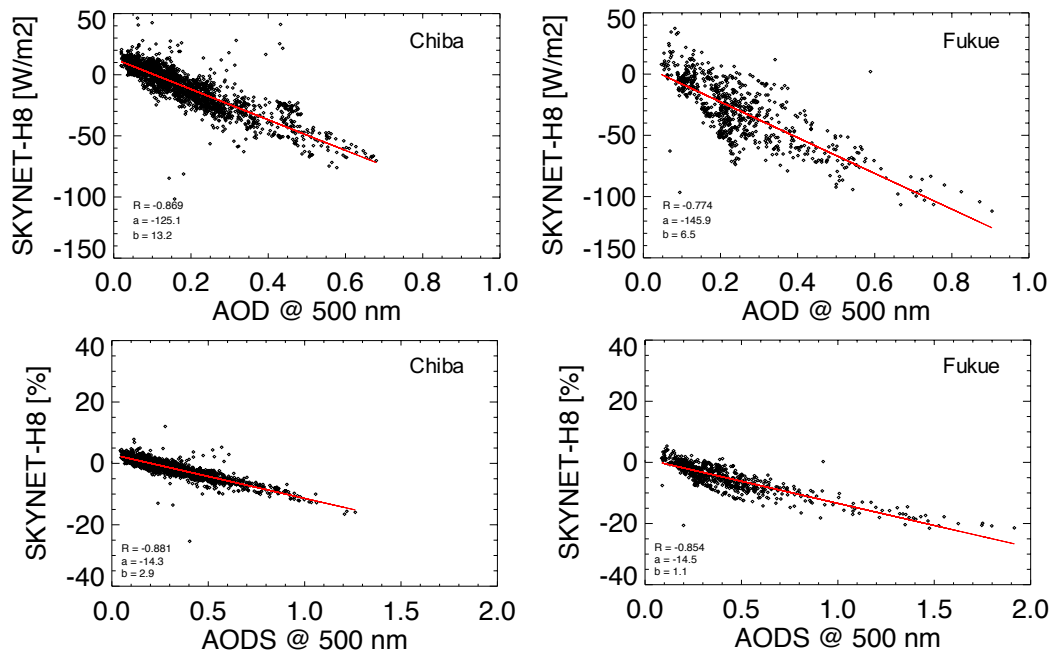 SKYNET-H8 [W/m2]
50
0
-50
-100
-150
Chiba
R = -0.869
a = -125.1
b = 13.2
0.0 0.2 0.4 0.6 0.8 1.0
AOD @ 500 nm
SKYNET-H8 [W/m2]
50
0
-50
-100
-150
Fukue
R = -0.774
a = -145.9
b = 6.5
0.0 0.2 0.4 0.6 0.8 1.0
AOD @ 500 nm
SKYNET-H8 [%]
40
20
0
-20
-40
Chiba
R = -0.881
a = -14.3
b = 2.9
0.0 0.5 1.0 1.5 2.0
AODS @ 500 nm
SKYNET-H8 [%]
40
20
0
-20
-40
Fukue
R = -0.854
a = -14.5
b = 1.1
0.0 0.5 1.0 1.5 2.0
AODS @ 500 nm